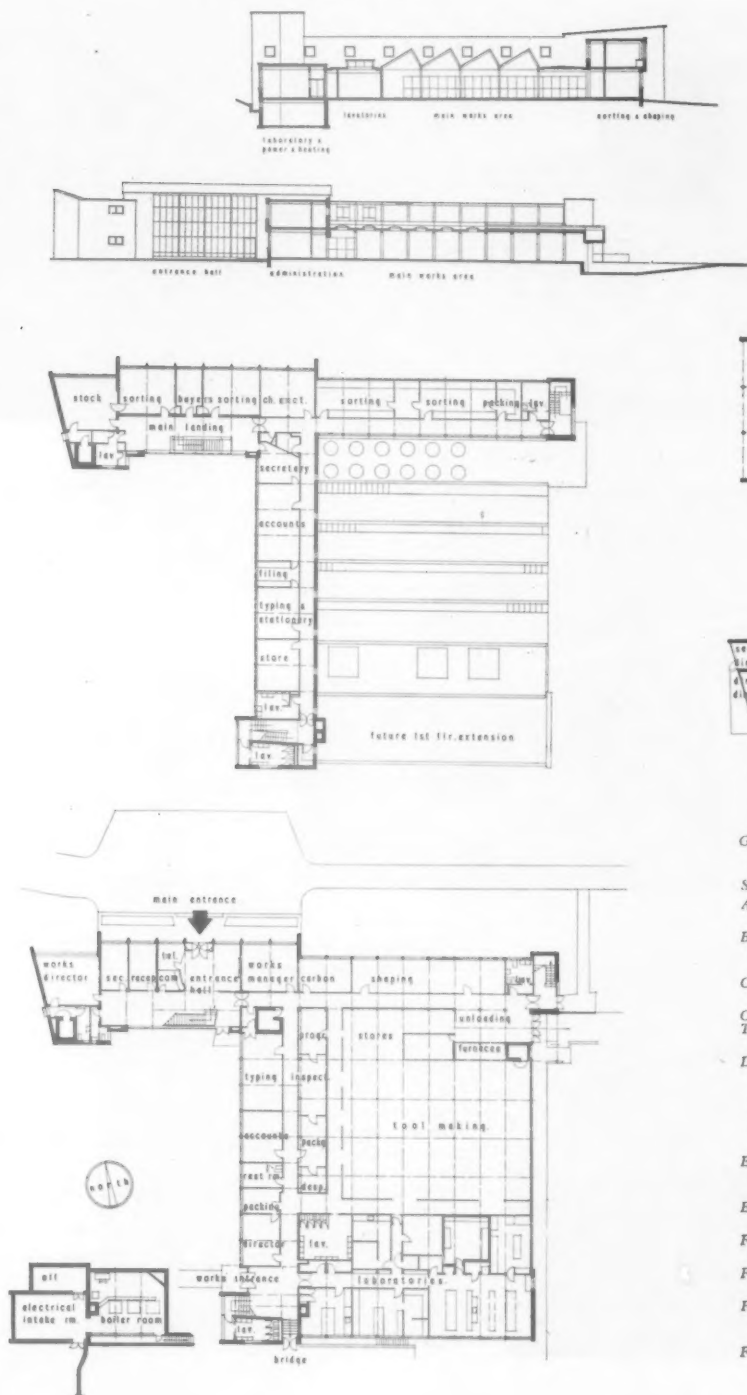 lavatories main works area sorting & shaping
laboratory & power & heating
entrance hall administration main works area
stock sorting buyers sorting ch. acct. sorting sorting packing lav.
main landing
lav.
secretary
accounts
filing
typing &
stationery
store
lav.
future 1st flr. extension
lav.
main entrance
works director sec. recep. com. tel. entrance hall works manager carbon shaping lav.
unloading
progr. stores
furnaces
typing inspect.
tool making.
accounts packg
rest rm. desp.
packing
director lav.
north
works entrance laboratories.
oil
electrical intake rm. boiler room
lav.
bridge